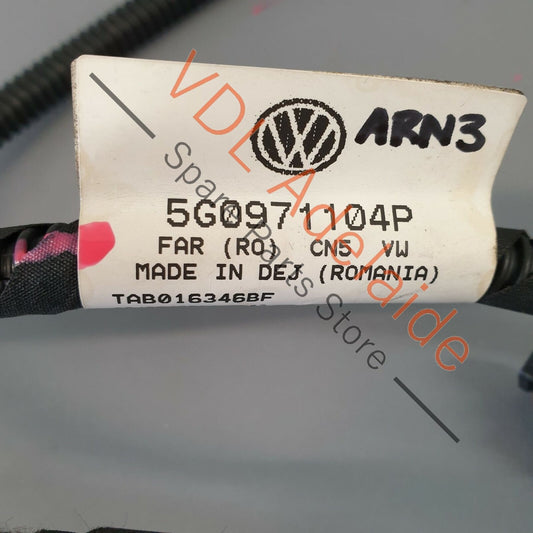 ARN3
5G0971104P
FAR (RO) CN5 VW
MADE IN DEJ (ROMANIA)
TAB016346BF
VDL Adelaide
Spare Parts Store